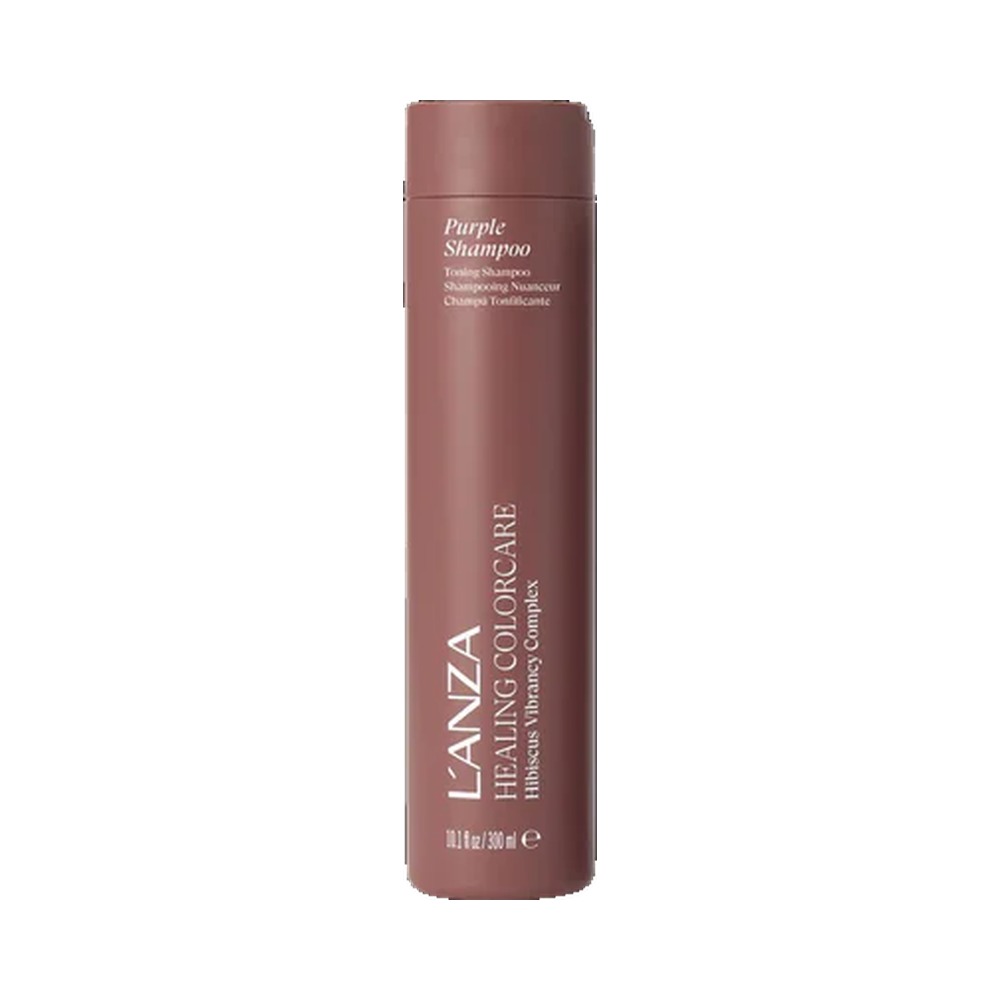 Purple
Shampoo
Toning Shampoo
Shampooing Nuanceur
Champú Tonificante
L'ANZA
HEALING COLORCARE
Hibiscus Vibrancy Complex
10.1 fl oz / 300 ml ℮